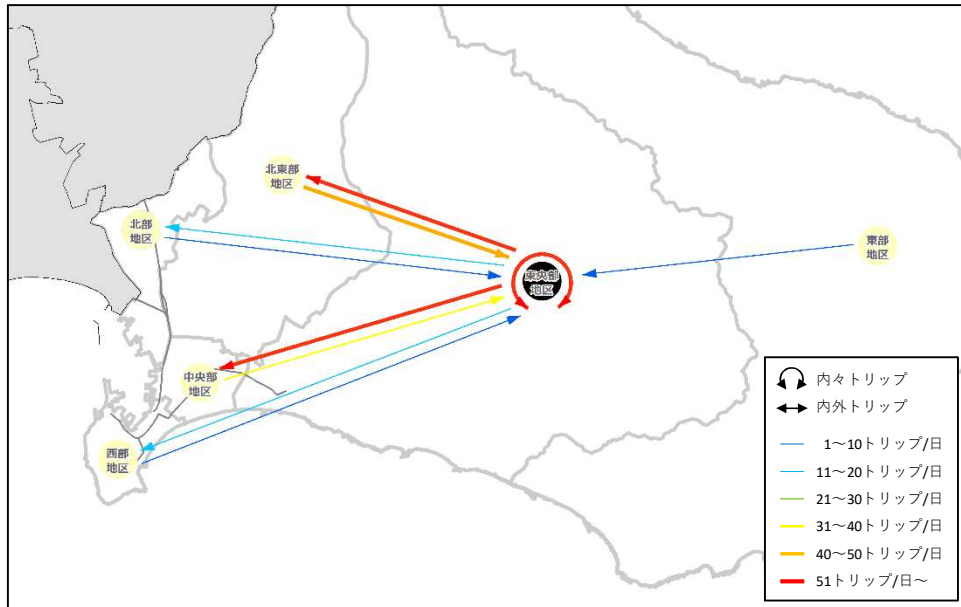 北東部
地区
北部
地区
東部
地区
東央部
地区
中央部
地区
西部
地区
内々トリップ
内外トリップ
1～10トリップ/日
11～20トリップ/日
21～30トリップ/日
31～40トリップ/日
40～50トリップ/日
51トリップ/日～